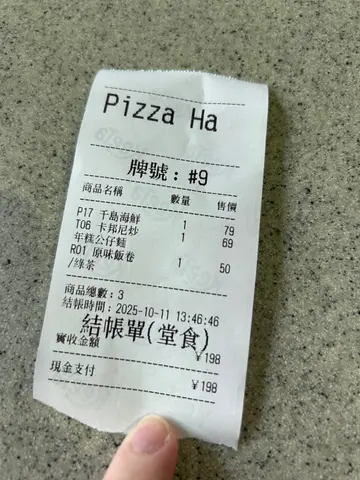 Pizza Ha
牌號：#9
商品名稱 數量 售價
P17 千島海鮮 1 79
T06 卡邦尼炒 1 69
年糕公仔麵
R01 原味飯卷 1 50
/綠茶
商品總數：3
結帳時間：2025-10-11 13:46:46
結帳單(堂食)
實收金額 ¥198
現金支付 ¥198